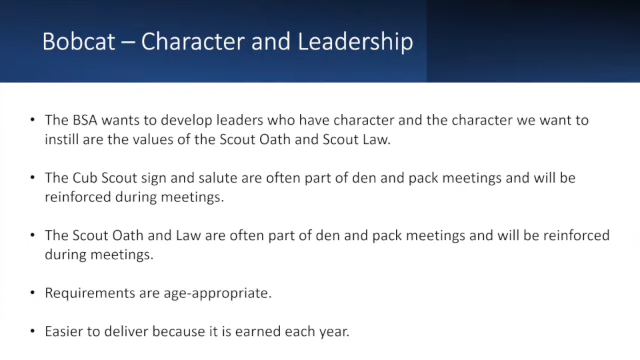 Bobcat – Character and Leadership
• The BSA wants to develop leaders who have character and the character we want to
instill are the values of the Scout Oath and Scout Law.
• The Cub Scout sign and salute are often part of den and pack meetings and will be
reinforced during meetings.
• The Scout Oath and Law are often part of den and pack meetings and will be reinforced
during meetings.
• Requirements are age-appropriate.
• Easier to deliver because it is earned each year.